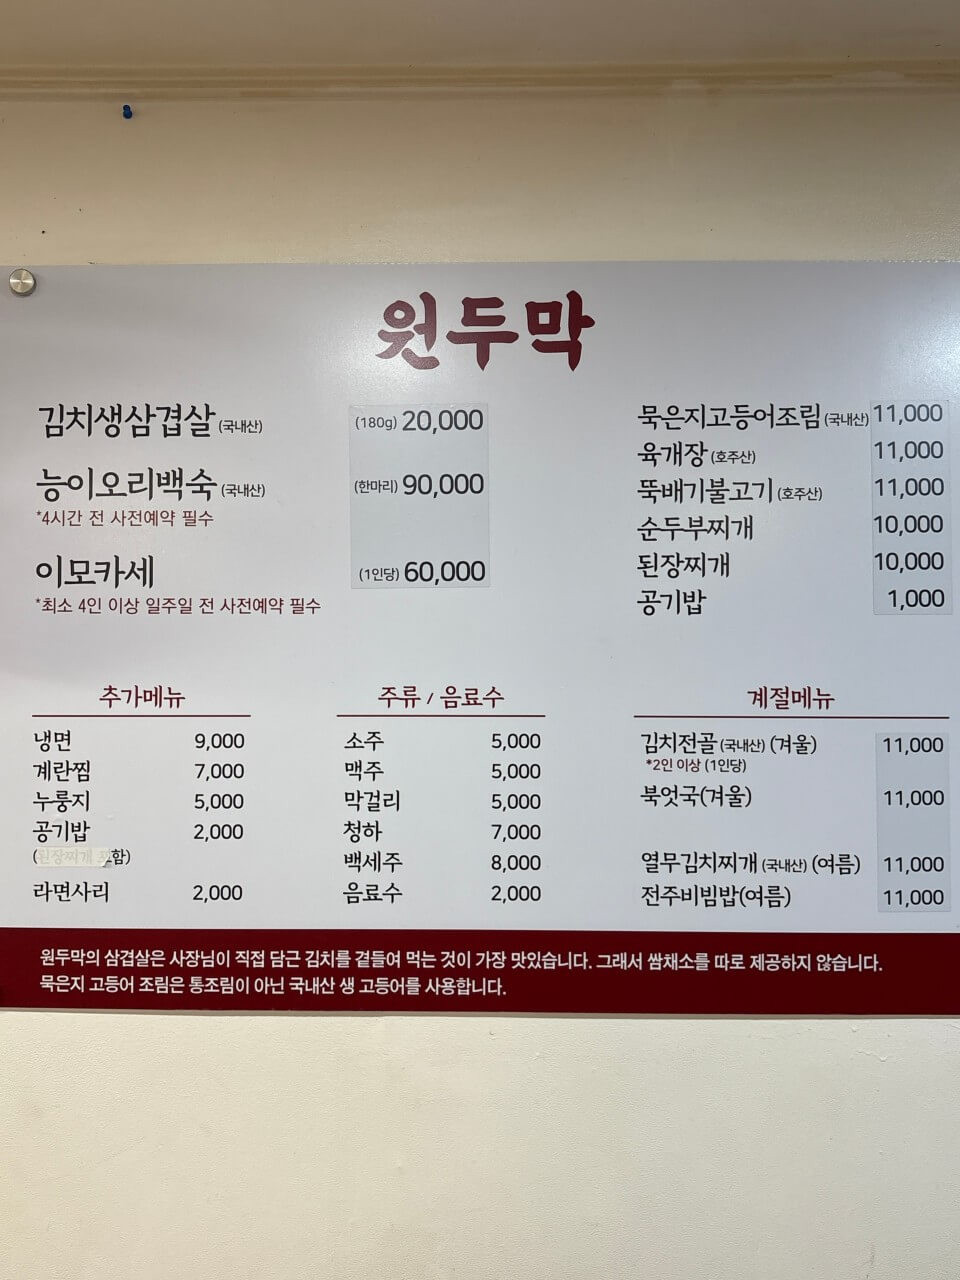 원두막
김치생삼겹살 (국내산) (180g) 20,000
능이오리백숙 (국내산) (한마리) 90,000
*4시간 전 사전예약 필수
이모카세 (1인당) 60,000
*최소 4인 이상 일주일 전 사전예약 필수
묵은지고등어조림 (국내산) 11,000
육개장 (호주산) 11,000
뚝배기불고기 (호주산) 11,000
순두부찌개 10,000
된장찌개 10,000
공기밥 1,000
추가메뉴
냉면 9,000
계란찜 7,000
누룽지 5,000
공기밥 2,000
(된장찌개 포함)
라면사리 2,000
주류 / 음료수
소주 5,000
맥주 5,000
막걸리 5,000
청하 7,000
백세주 8,000
음료수 2,000
계절메뉴
김치전골 (국내산) (겨울) 11,000
*2인 이상 (1인당)
북엇국(겨울) 11,000
열무김치찌개 (국내산) (여름) 11,000
전주비빔밥(여름) 11,000
원두막의 삼겹살은 사장님이 직접 담근 김치를 곁들여 먹는 것이 가장 맛있습니다. 그래서 쌈채소를 따로 제공하지 않습니다.
묵은지 고등어 조림은 통조림이 아닌 국내산 생 고등어를 사용합니다.